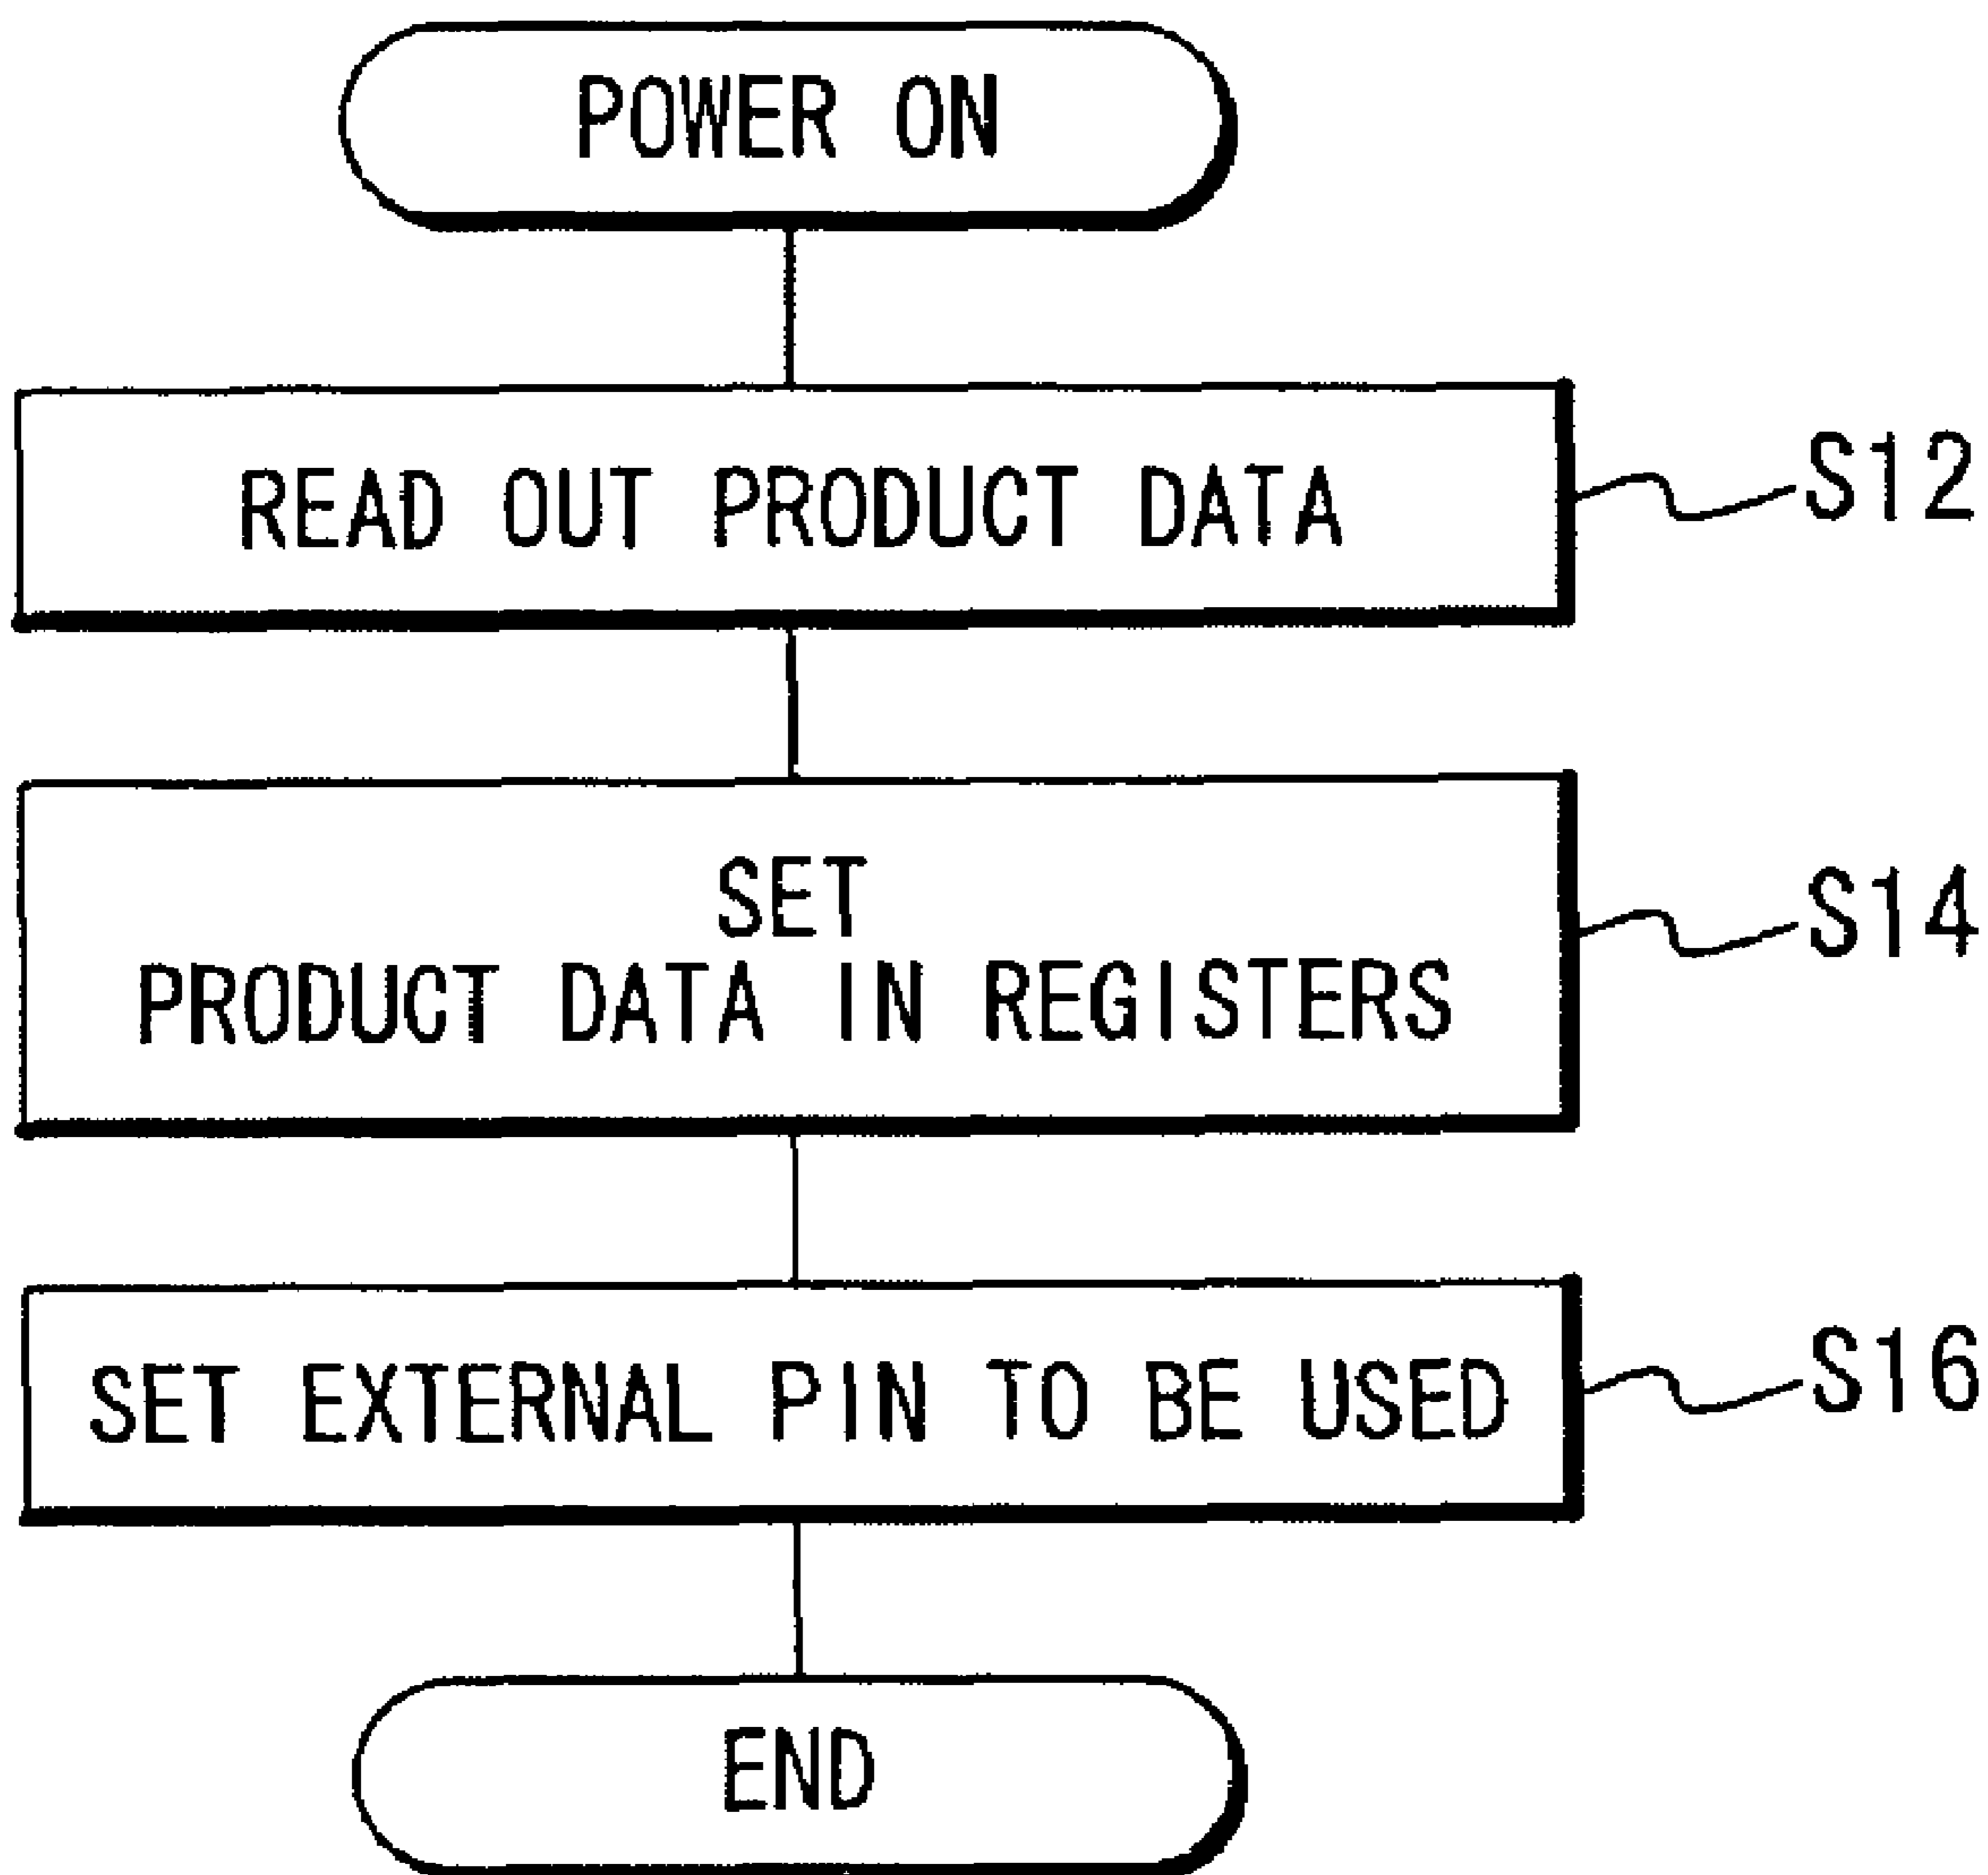 POWER ON
READ OUT PRODUCT DATA
S12
SET
PRODUCT DATA IN REGISTERS
S14
SET EXTERNAL PIN TO BE USED
S16
END